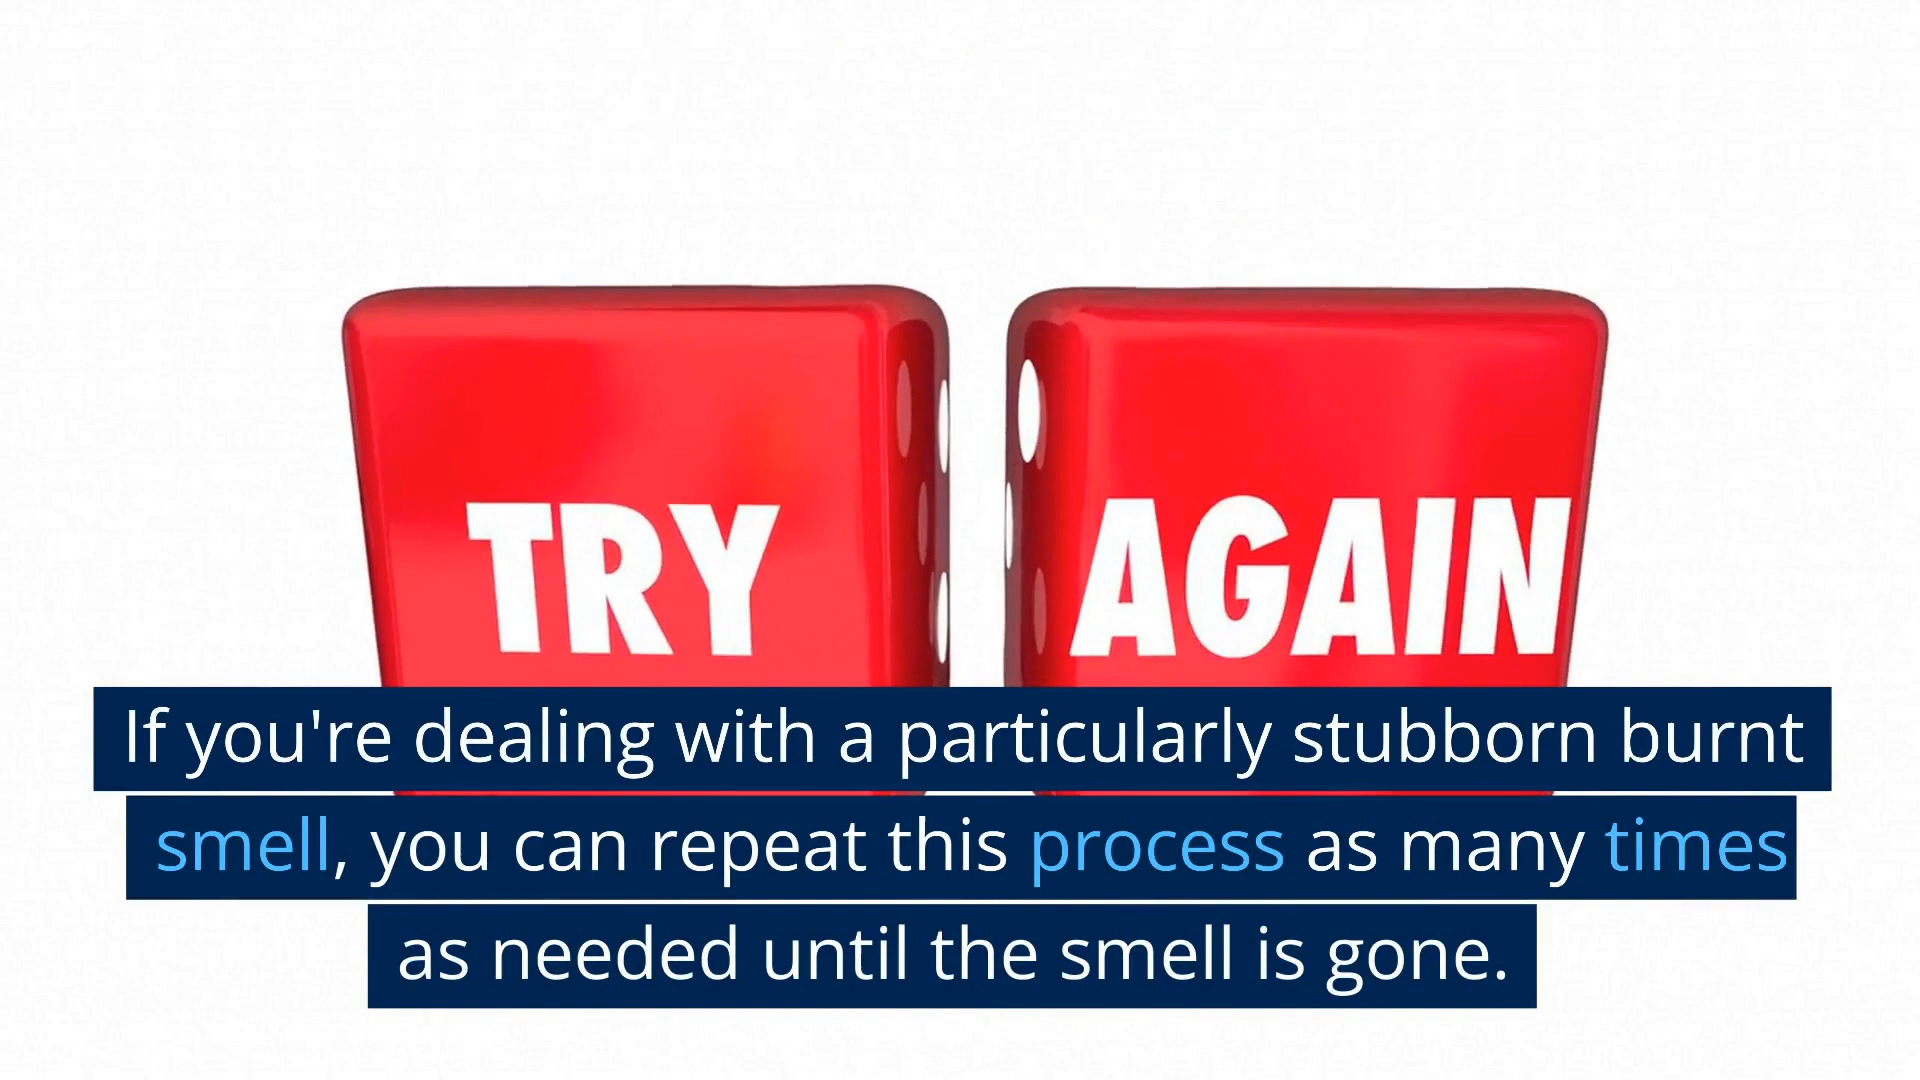 TRY AGAIN
If you're dealing with a particularly stubborn burnt
smell, you can repeat this process as many times
as needed until the smell is gone.